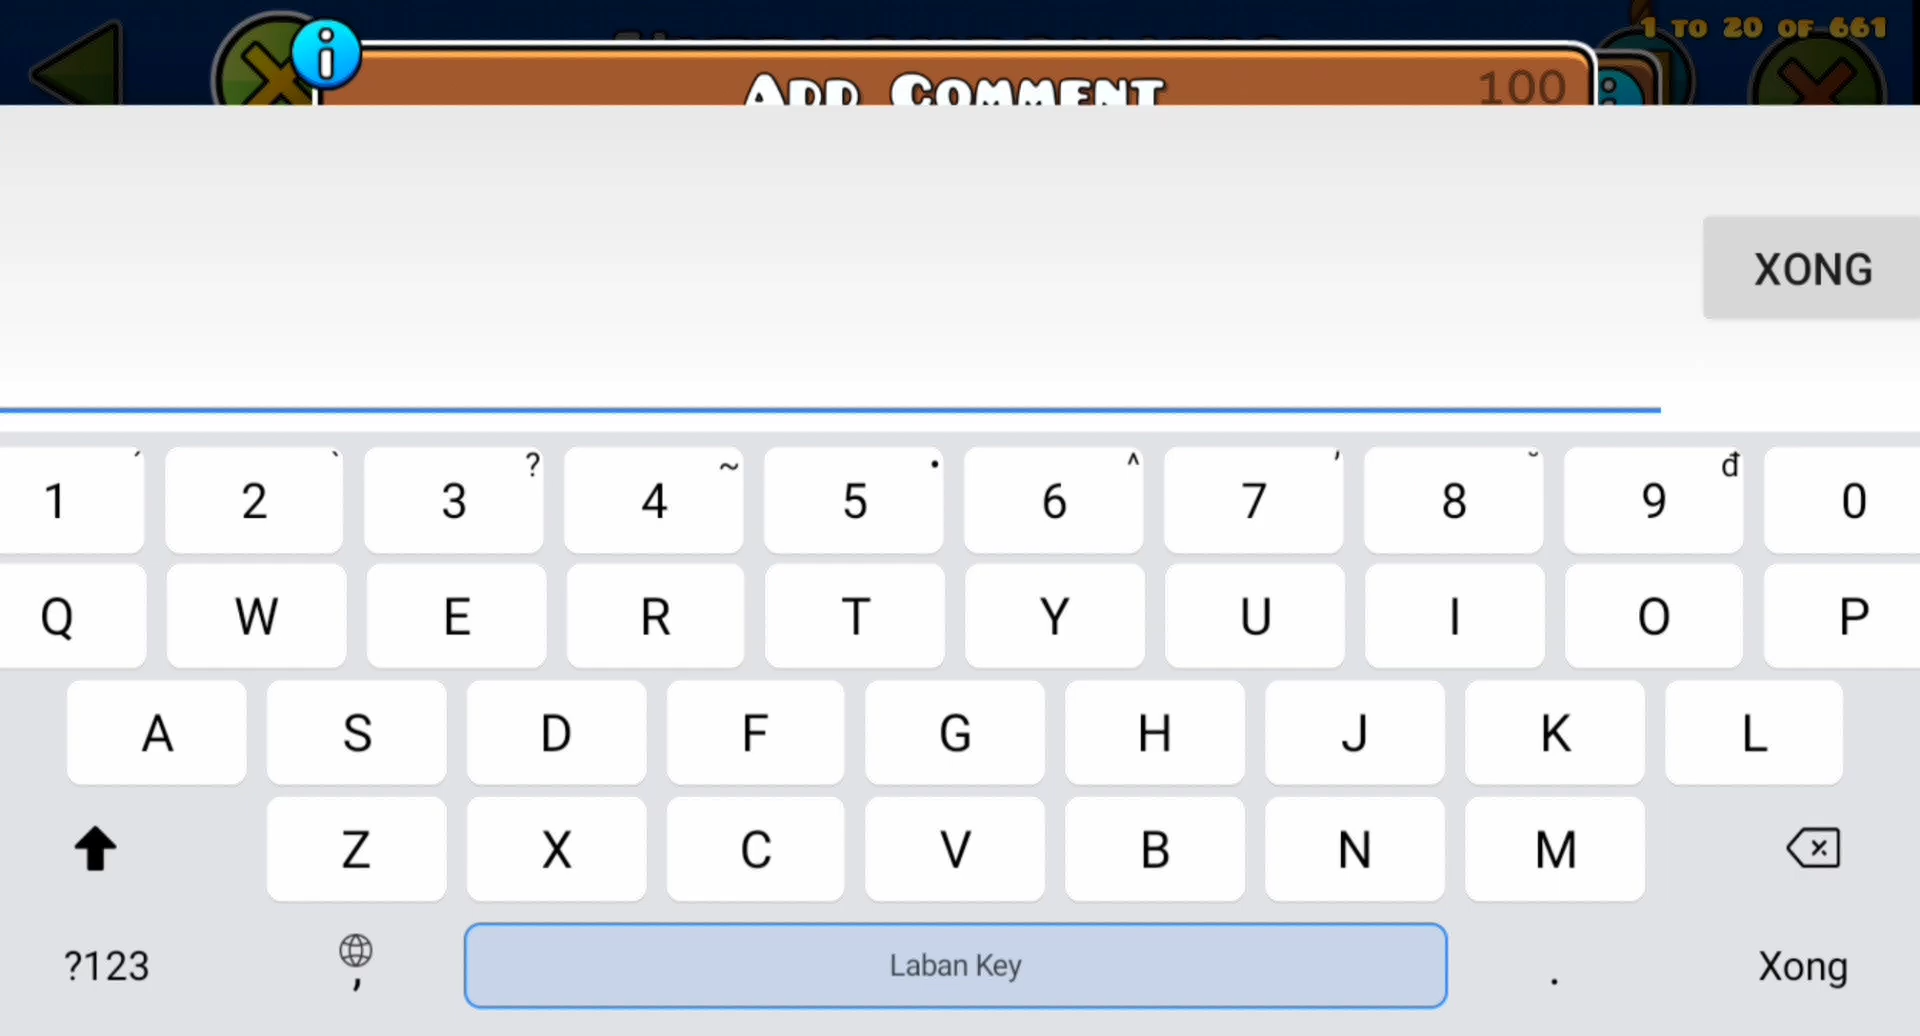 1 TO 20 OF 661
ADD COMMENT 100
XONG
1 ´ 2 ` 3 ? 4 ~ 5 • 6 ^ 7 ' 8 ˘ 9 đ 0
Q W E R T Y U I O P
A S D F G H J K L
Z X C V B N M
?123 , Laban Key . Xong